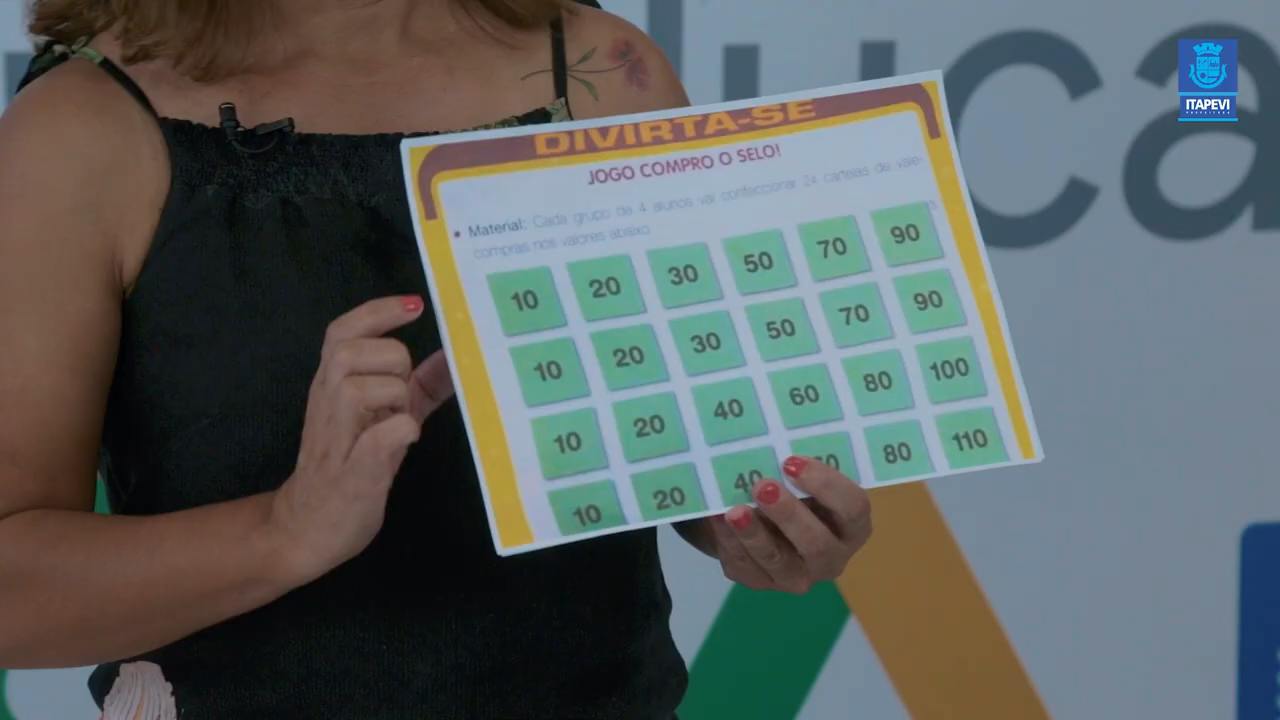 ITAPEVI
PREFEITURA
uca
DIVIRTA-SE
JOGO COMPRO O SELO!
• Material: Cada grupo de 4 alunos vai confeccionar 24 cartelas de vale-
compras nos valores abaixo
10 20 30 50 70 90
10 20 30 50 70 90
10 20 40 60 80 100
10 20 40 80 110